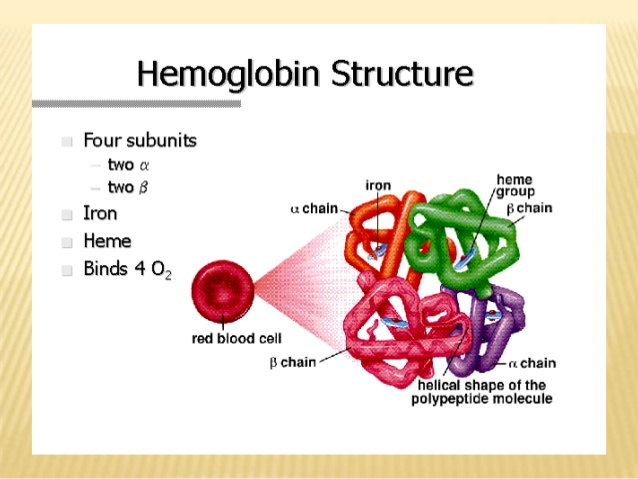 Hemoglobin Structure
Four subunits
– two α
– two β
Iron
Heme
Binds 4 O₂
iron
heme
group
α chain
β chain
red blood cell
β chain
α chain
helical shape of the
polypeptide molecule